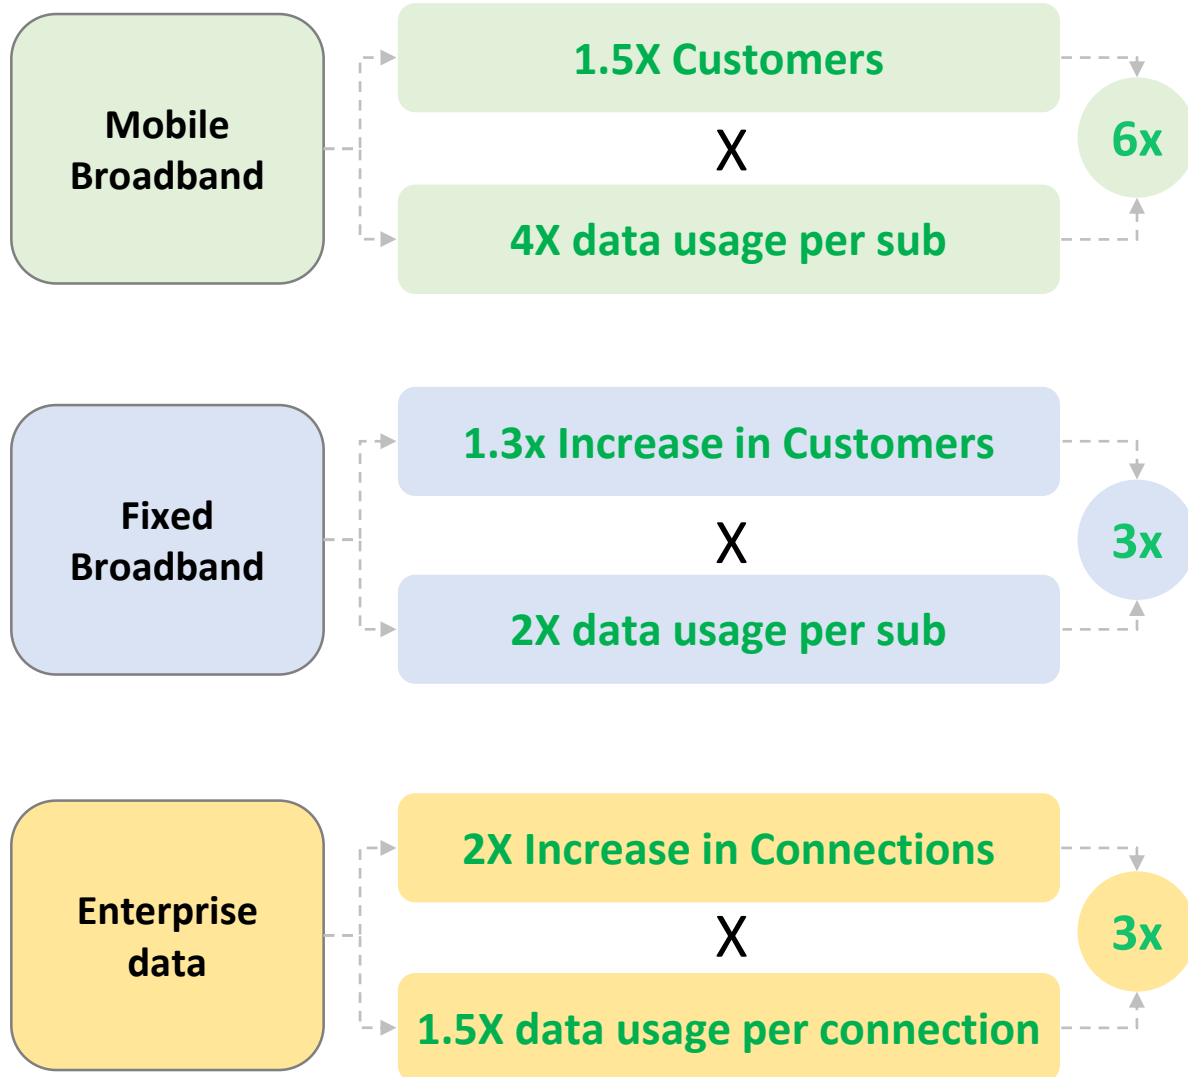 Mobile
Broadband
1.5X Customers
X
4X data usage per sub
6x
Fixed
Broadband
1.3x Increase in Customers
X
2X data usage per sub
3x
Enterprise
data
2X Increase in Connections
X
1.5X data usage per connection
3x